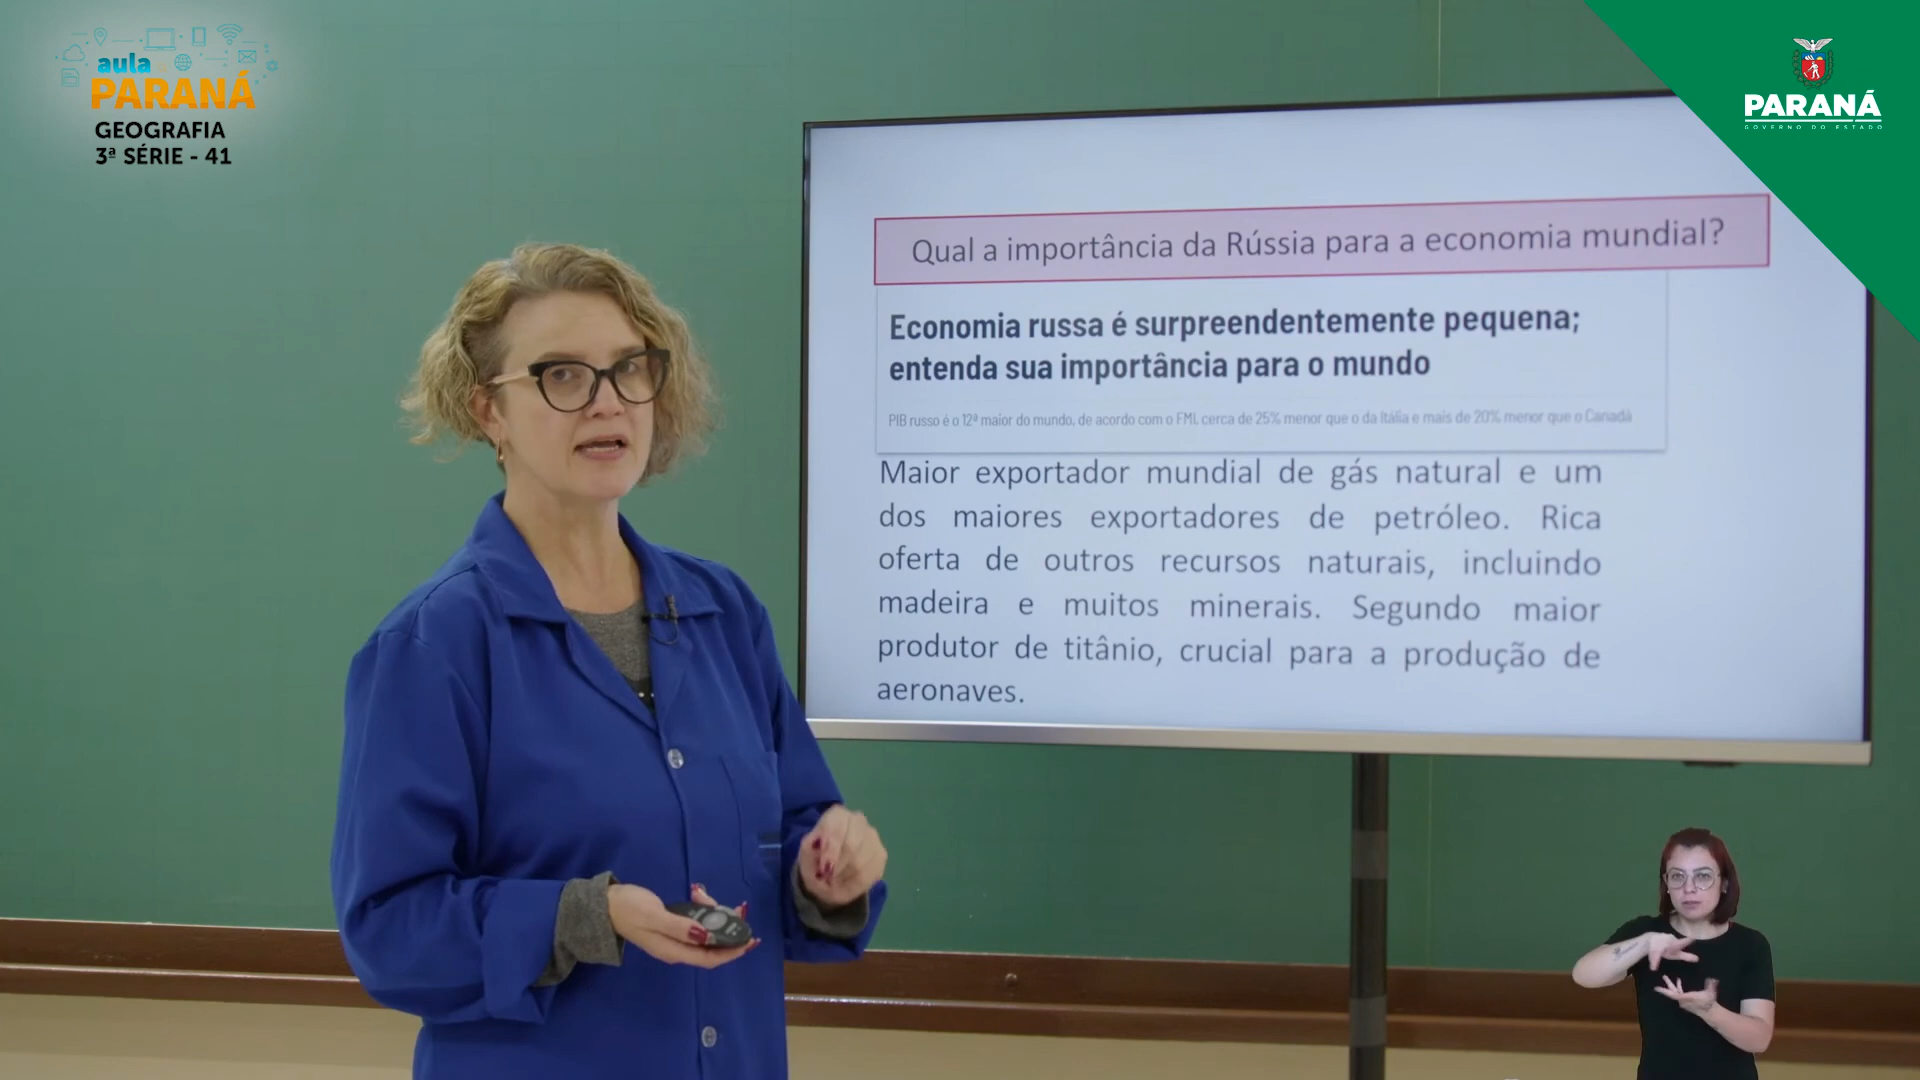 aula
PARANÁ
GEOGRAFIA
3ª SÉRIE - 41
PARANÁ
GOVERNO DO ESTADO
Qual a importância da Rússia para a economia mundial?
Economia russa é surpreendentemente pequena;
entenda sua importância para o mundo
PIB russo é o 12º maior do mundo, de acordo com o FMI, cerca de 25% menor que o da Itália e mais de 20% menor que o Canadá
Maior exportador mundial de gás natural e um
dos maiores exportadores de petróleo. Rica
oferta de outros recursos naturais, incluindo
madeira e muitos minerais. Segundo maior
produtor de titânio, crucial para a produção de
aeronaves.